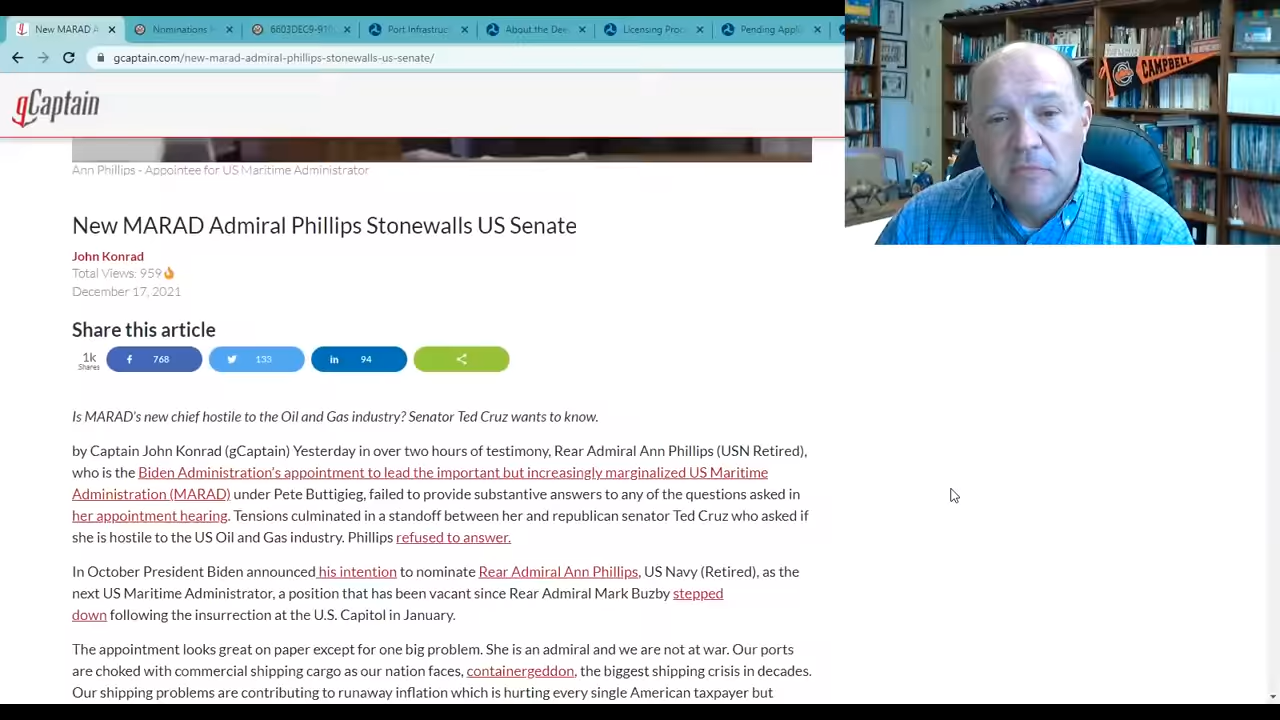 New MARAD A
Nominations H
6603DEC9-91
Port Infrastruc
About the Dee
Licensing Proc
Pending Appl
gcaptain.com/new-marad-admiral-phillips-stonewalls-us-senate/
CAMPBELL
gCaptain
Ann Phillips - Appointee for US Maritime Administrator
New MARAD Admiral Phillips Stonewalls US Senate
John Konrad
Total Views: 959
December 17, 2021
Share this article
1k
Shares
768
133
94
Is MARAD's new chief hostile to the Oil and Gas industry? Senator Ted Cruz wants to know.
by Captain John Konrad (gCaptain) Yesterday in over two hours of testimony, Rear Admiral Ann Phillips (USN Retired),
who is the Biden Administration's appointment to lead the important but increasingly marginalized US Maritime
Administration (MARAD) under Pete Buttigieg, failed to provide substantive answers to any of the questions asked in
her appointment hearing. Tensions culminated in a standoff between her and republican senator Ted Cruz who asked if
she is hostile to the US Oil and Gas industry. Phillips refused to answer.
In October President Biden announced his intention to nominate Rear Admiral Ann Phillips, US Navy (Retired), as the
next US Maritime Administrator, a position that has been vacant since Rear Admiral Mark Buzby stepped
down following the insurrection at the U.S. Capitol in January.
The appointment looks great on paper except for one big problem. She is an admiral and we are not at war. Our ports
are choked with commercial shipping cargo as our nation faces, containergeddon, the biggest shipping crisis in decades.
Our shipping problems are contributing to runaway inflation which is hurting every single American taxpayer but